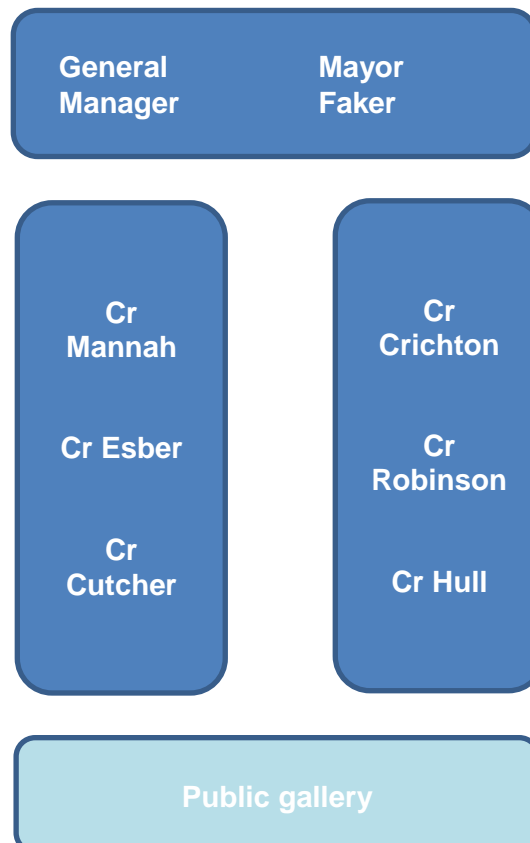 General
Manager
Mayor
Faker
Cr
Mannah
Cr Esber
Cr
Cutcher
Cr
Crichton
Cr
Robinson
Cr Hull
Public gallery